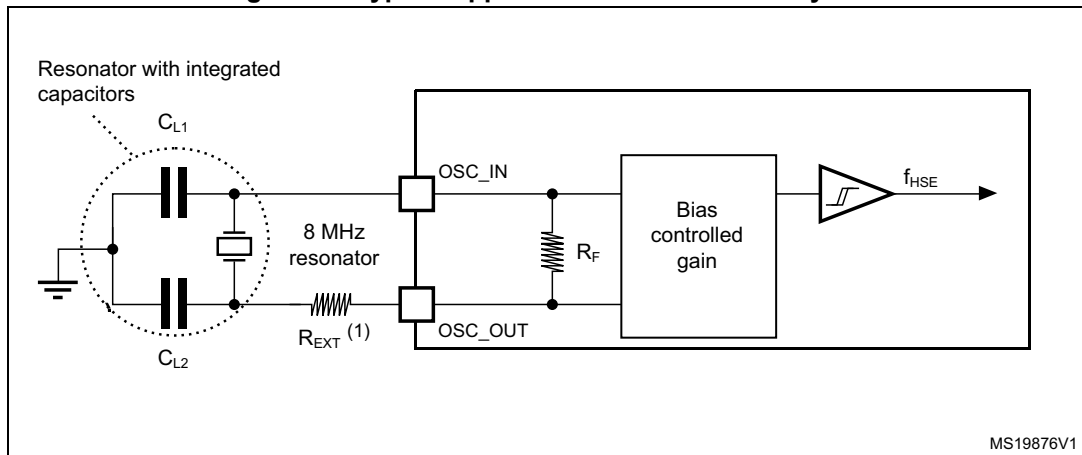 Resonator with integrated
capacitors
CL1
OSC_IN
fHSE
8 MHz
resonator
RF
Bias
controlled
gain
REXT (1)
OSC_OUT
CL2
MS19876V1